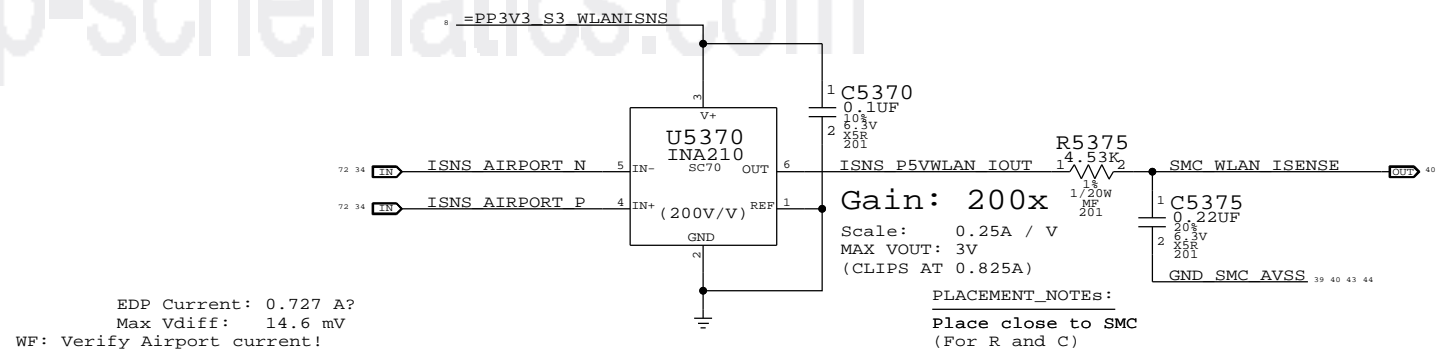 p-schematics.com
8 =PP3V3_S3_WLANISNS
3
V+
U5370
INA210
SC70
(200V/V)
GND
2
72 34 IN ISNS_AIRPORT_N 5 IN-
72 34 IN ISNS_AIRPORT_P 4 IN+
OUT 6
REF 1
1 C5370
0.1UF
10%
6.3V
2 X5R
201
ISNS_P5VWLAN_IOUT
R5375
1 4.53K 2
1%
1/20W
MF
201
SMC_WLAN_ISENSE
OUT 40
1 C5375
0.22UF
20%
6.3V
2 X5R
201
GND_SMC_AVSS 39 40 43 44
Gain: 200x
Scale: 0.25A / V
MAX VOUT: 3V
(CLIPS AT 0.825A)
PLACEMENT_NOTEs:
Place close to SMC
(For R and C)
EDP Current: 0.727 A?
Max Vdiff: 14.6 mV
WF: Verify Airport current!